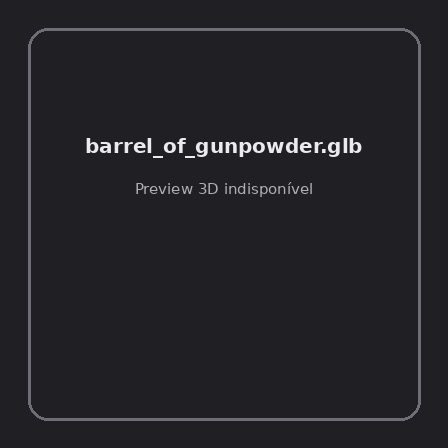 barrel_of_gunpowder.glb
Preview 3D indisponível